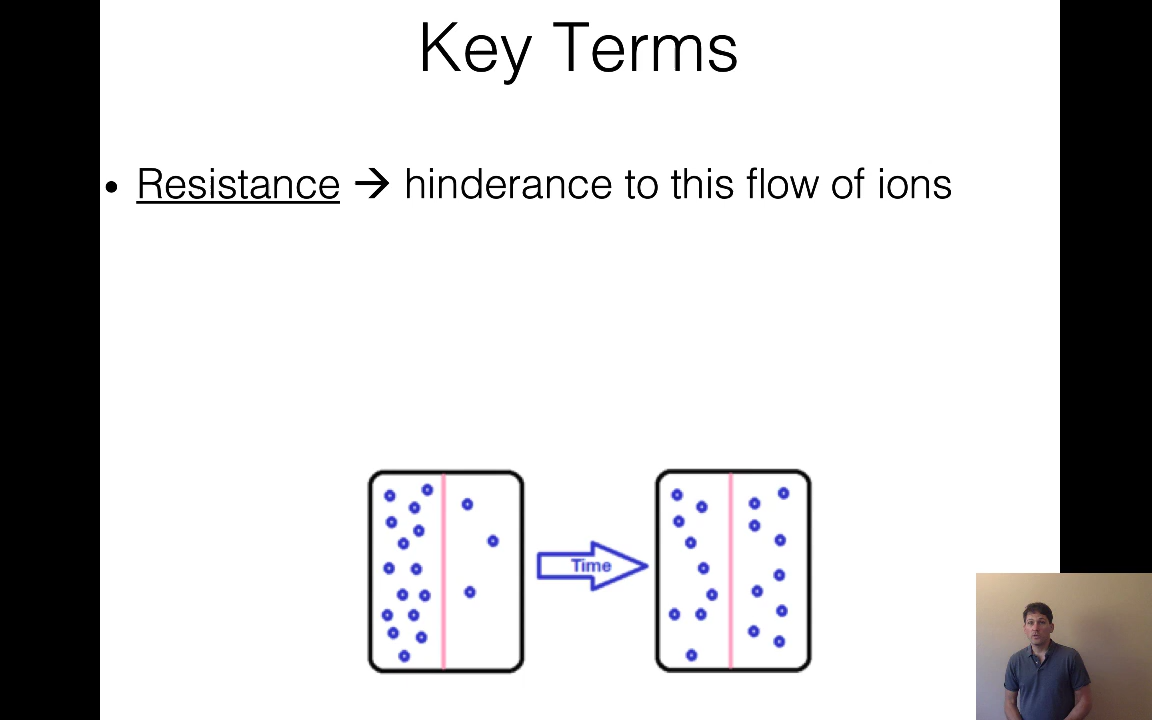 Key Terms
• Resistance → hinderance to this flow of ions
Time